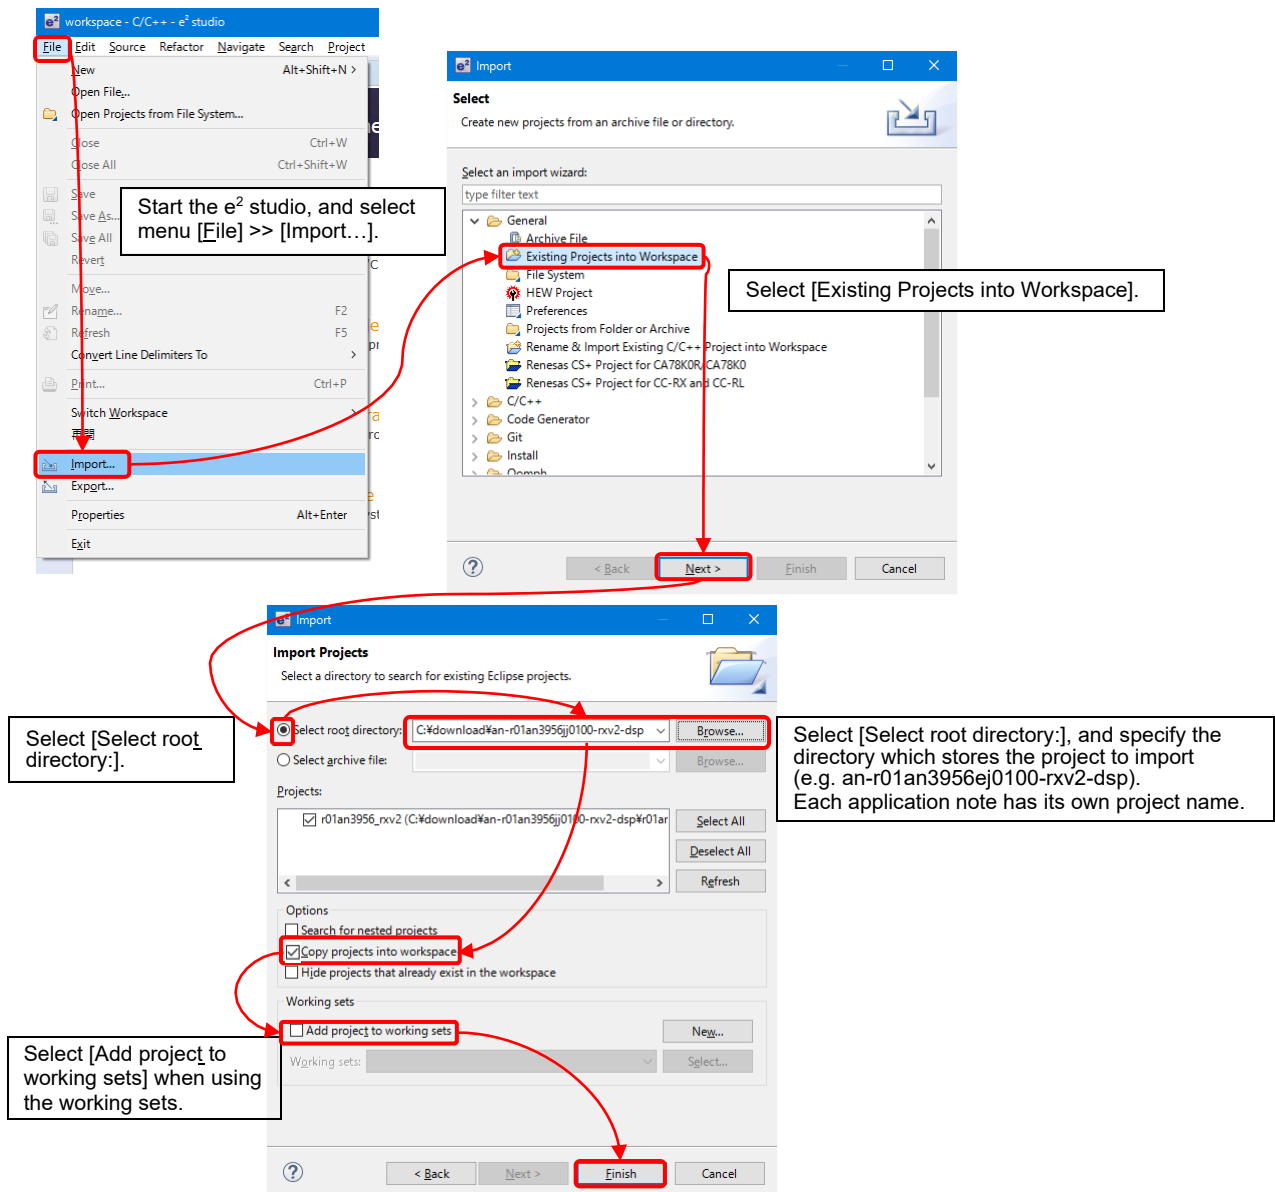 workspace - C/C++ - e² studio
File Edit Source Refactor Navigate Search Project
New Alt+Shift+N >
Open File...
Open Projects from File System...
Close Ctrl+W
Close All Ctrl+Shift+W
Save
Save As...
Save All
Revert
Move...
Rename... F2
Refresh F5
Convert Line Delimiters To >
Print... Ctrl+P
Switch Workspace >
再開
Import...
Export...
Properties Alt+Enter
Exit
Start the e² studio, and select
menu [File] >> [Import…].
Import
Select
Create new projects from an archive file or directory.
Select an import wizard:
type filter text
General
Archive File
Existing Projects into Workspace
File System
HEW Project
Preferences
Projects from Folder or Archive
Rename & Import Existing C/C++ Project into Workspace
Renesas CS+ Project for CA78K0R/CA78K0
Renesas CS+ Project for CC-RX and CC-RL
C/C++
Code Generator
Git
Install
Oomph
< Back Next > Finish Cancel
Select [Existing Projects into Workspace].
Import
Import Projects
Select a directory to search for existing Eclipse projects.
Select root directory: C:¥download¥an-r01an3956jj0100-rxv2-dsp Browse...
Select archive file: Browse...
Projects:
r01an3956_rxv2 (C:¥download¥an-r01an3956jj0100-rxv2-dsp¥r01ar
Select All
Deselect All
Refresh
Options
Search for nested projects
Copy projects into workspace
Hide projects that already exist in the workspace
Working sets
Add project to working sets New...
Working sets: Select...
< Back Next > Finish Cancel
Select [Select root
directory:].
Select [Select root directory:], and specify the
directory which stores the project to import
(e.g. an-r01an3956ej0100-rxv2-dsp).
Each application note has its own project name.
Select [Add project to
working sets] when using
the working sets.